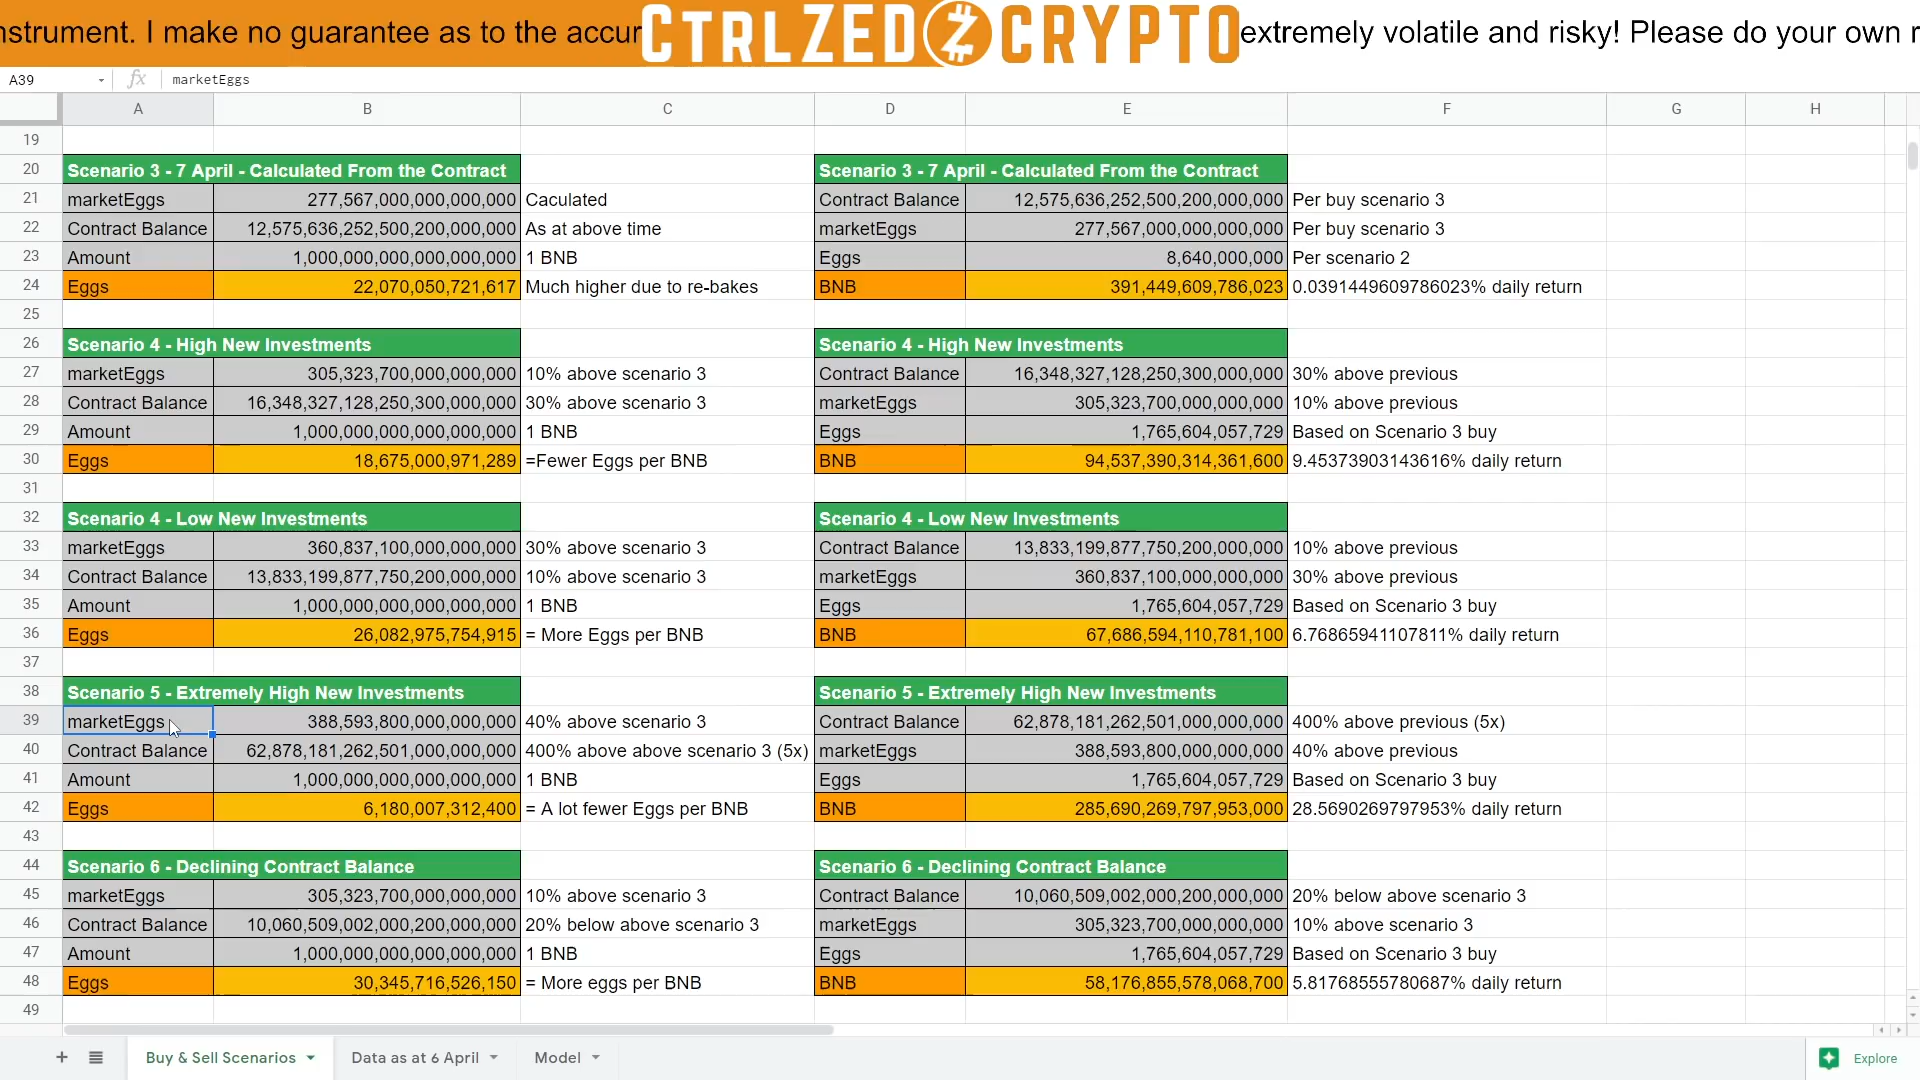 nstrument. I make no guarantee as to the accur
CTRLZED CRYPTO
extremely volatile and risky! Please do your own r
A39 fx marketEggs
A B C D E F G H
19
20 Scenario 3 - 7 April - Calculated From the Contract Scenario 3 - 7 April - Calculated From the Contract
21 marketEggs 277,567,000,000,000,000 Caculated Contract Balance 12,575,636,252,500,200,000,000 Per buy scenario 3
22 Contract Balance 12,575,636,252,500,200,000,000 As at above time marketEggs 277,567,000,000,000,000 Per buy scenario 3
23 Amount 1,000,000,000,000,000,000 1 BNB Eggs 8,640,000,000 Per scenario 2
24 Eggs 22,070,050,721,617 Much higher due to re-bakes BNB 391,449,609,786,023 0.0391449609786023% daily return
25
26 Scenario 4 - High New Investments Scenario 4 - High New Investments
27 marketEggs 305,323,700,000,000,000 10% above scenario 3 Contract Balance 16,348,327,128,250,300,000,000 30% above previous
28 Contract Balance 16,348,327,128,250,300,000,000 30% above scenario 3 marketEggs 305,323,700,000,000,000 10% above previous
29 Amount 1,000,000,000,000,000,000 1 BNB Eggs 1,765,604,057,729 Based on Scenario 3 buy
30 Eggs 18,675,000,971,289 =Fewer Eggs per BNB BNB 94,537,390,314,361,600 9.45373903143616% daily return
31
32 Scenario 4 - Low New Investments Scenario 4 - Low New Investments
33 marketEggs 360,837,100,000,000,000 30% above scenario 3 Contract Balance 13,833,199,877,750,200,000,000 10% above previous
34 Contract Balance 13,833,199,877,750,200,000,000 10% above scenario 3 marketEggs 360,837,100,000,000,000 30% above previous
35 Amount 1,000,000,000,000,000,000 1 BNB Eggs 1,765,604,057,729 Based on Scenario 3 buy
36 Eggs 26,082,975,754,915 = More Eggs per BNB BNB 67,686,594,110,781,100 6.76865941107811% daily return
37
38 Scenario 5 - Extremely High New Investments Scenario 5 - Extremely High New Investments
39 marketEggs 388,593,800,000,000,000 40% above scenario 3 Contract Balance 62,878,181,262,501,000,000,000 400% above previous (5x)
40 Contract Balance 62,878,181,262,501,000,000,000 400% above above scenario 3 (5x) marketEggs 388,593,800,000,000,000 40% above previous
41 Amount 1,000,000,000,000,000,000 1 BNB Eggs 1,765,604,057,729 Based on Scenario 3 buy
42 Eggs 6,180,007,312,400 = A lot fewer Eggs per BNB BNB 285,690,269,797,953,000 28.5690269797953% daily return
43
44 Scenario 6 - Declining Contract Balance Scenario 6 - Declining Contract Balance
45 marketEggs 305,323,700,000,000,000 10% above scenario 3 Contract Balance 10,060,509,002,000,200,000,000 20% below above scenario 3
46 Contract Balance 10,060,509,002,000,200,000,000 20% below above scenario 3 marketEggs 305,323,700,000,000,000 10% above scenario 3
47 Amount 1,000,000,000,000,000,000 1 BNB Eggs 1,765,604,057,729 Based on Scenario 3 buy
48 Eggs 30,345,716,526,150 = More eggs per BNB BNB 58,176,855,578,068,700 5.81768555780687% daily return
49
Buy & Sell Scenarios Data as at 6 April Model Explore